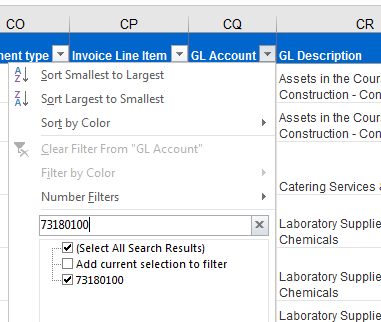 CO CP CQ CR
ment type Invoice Line Item GL Account GL Description
Sort Smallest to Largest
Sort Largest to Smallest
Sort by Color
Clear Filter From "GL Account"
Filter by Color
Number Filters
73180100
(Select All Search Results)
Add current selection to filter
73180100
Assets in the Cours
Construction - Con
Assets in the Cours
Construction - Con
Catering Services
Laboratory Supplie
Chemicals
Laboratory Supplie
Chemicals
Laboratory Supplie